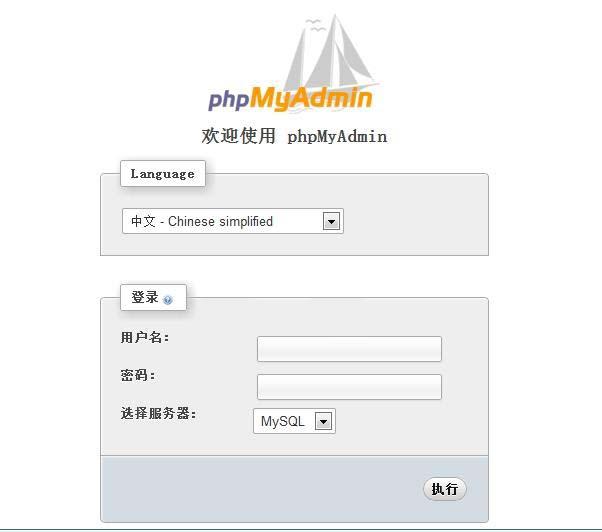 phpMyAdmin
欢迎使用 phpMyAdmin
Language
中文 - Chinese simplified
登录
用户名:
密码:
选择服务器:
MySQL
执行